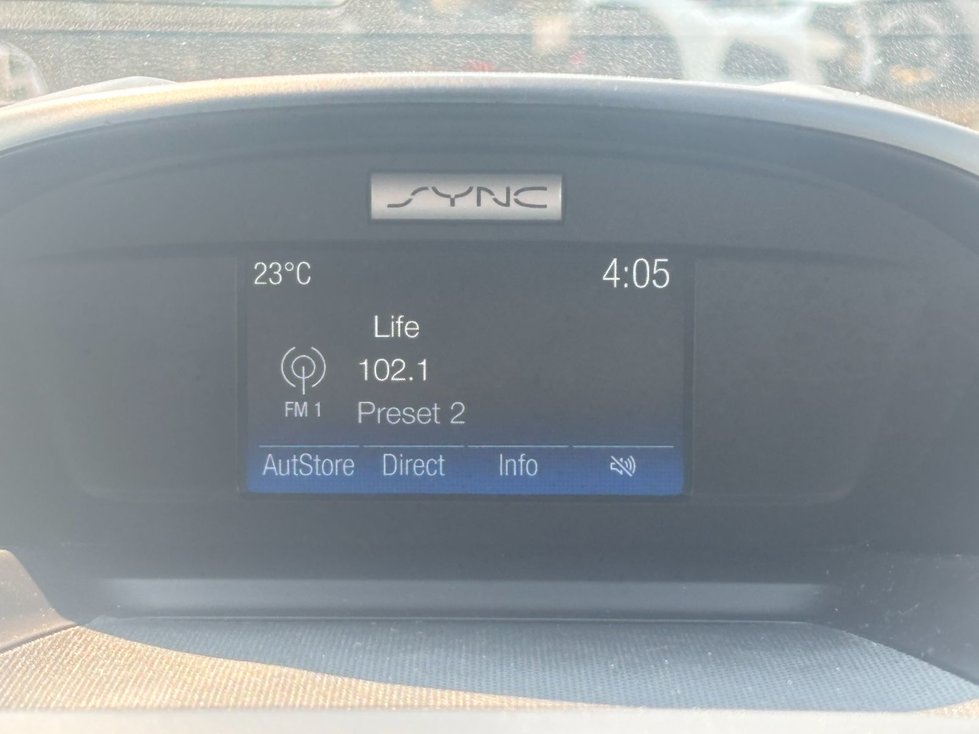 SYNC
23°C 4:05
Life
102.1
FM 1 Preset 2
AutStore Direct Info